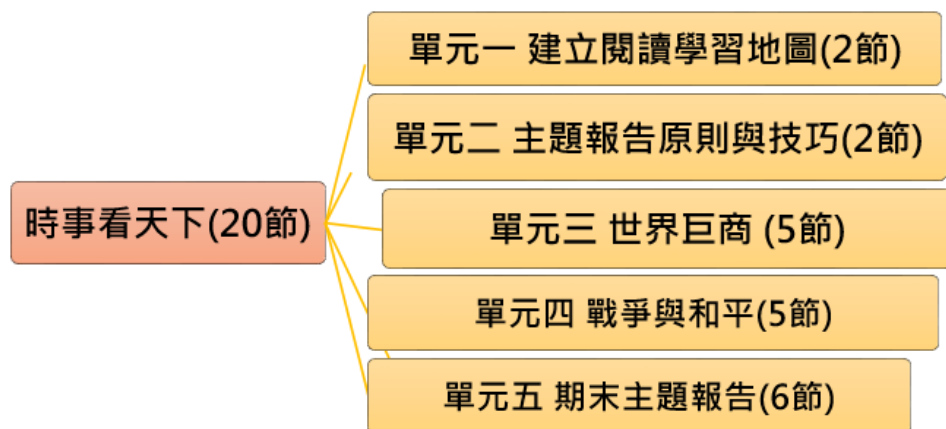 單元一 建立閱讀學習地圖(2節)
單元二 主題報告原則與技巧(2節)
時事看天下(20節)
單元三 世界巨商 (5節)
單元四 戰爭與和平(5節)
單元五 期末主題報告(6節)